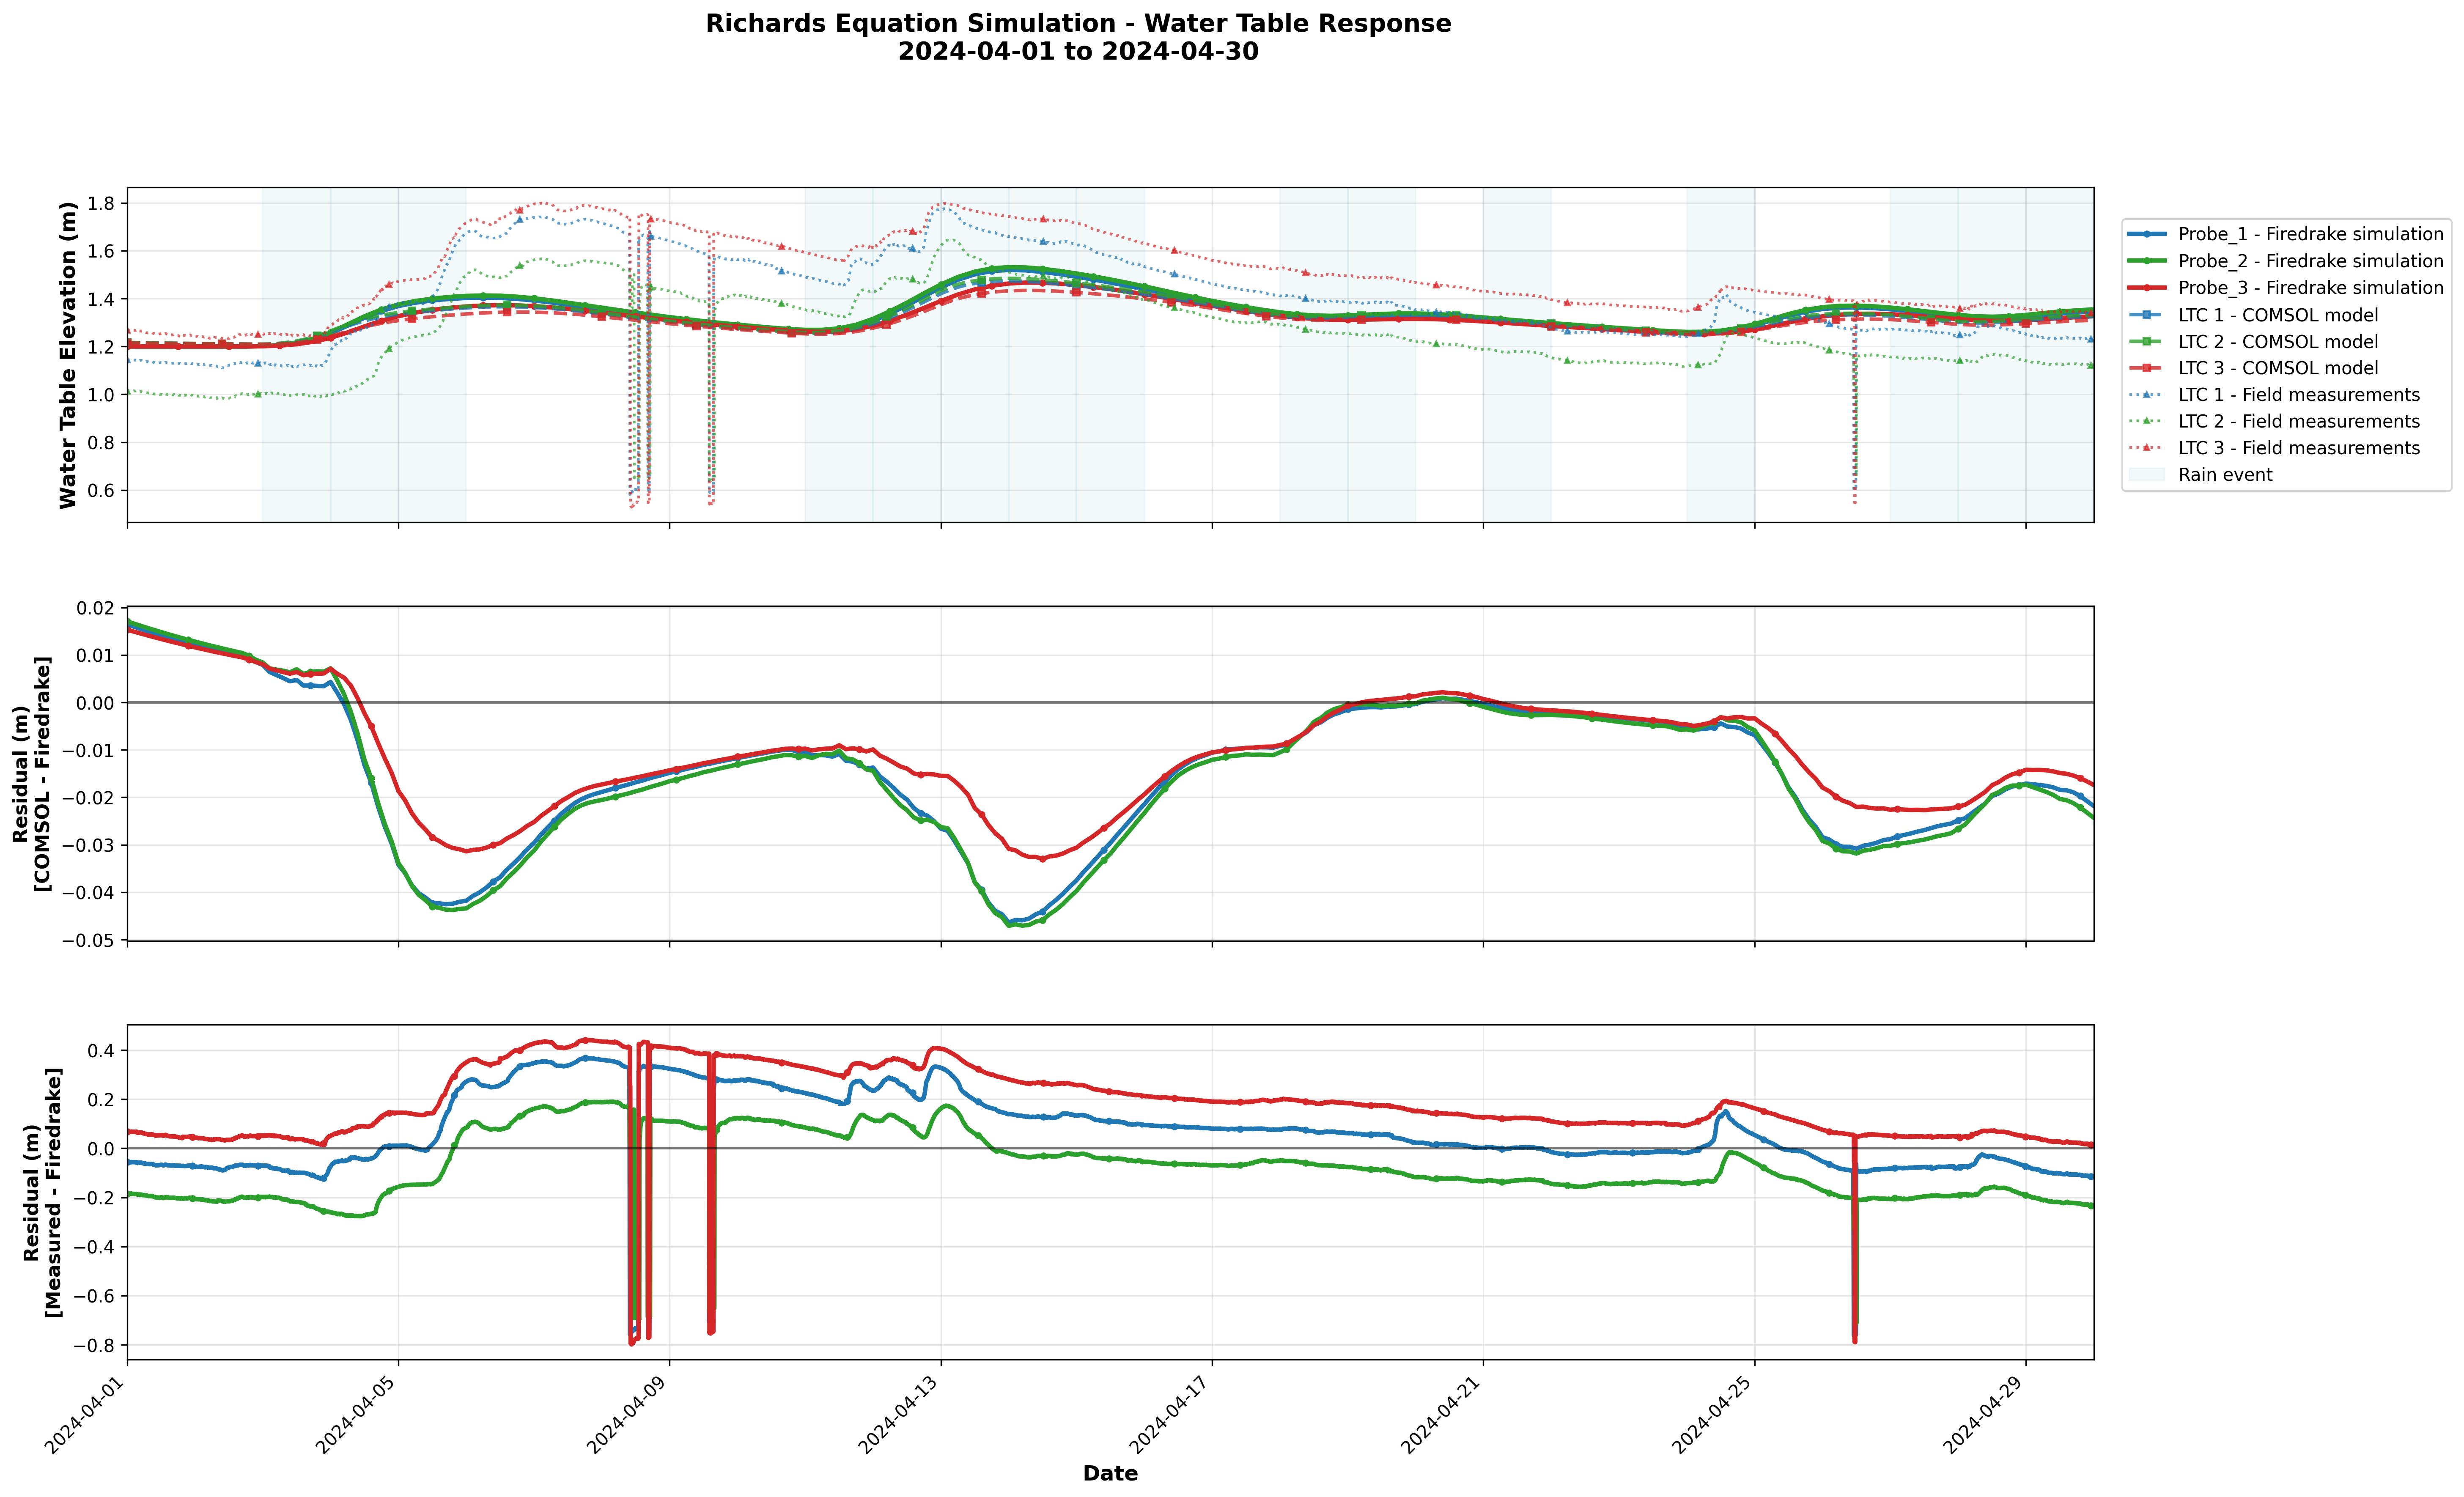 Richards Equation Simulation - Water Table Response
2024-04-01 to 2024-04-30
Water Table Elevation (m)
1.8
1.6
1.4
1.2
1.0
0.8
0.6
Probe_1 - Firedrake simulation
Probe_2 - Firedrake simulation
Probe_3 - Firedrake simulation
LTC 1 - COMSOL model
LTC 2 - COMSOL model
LTC 3 - COMSOL model
LTC 1 - Field measurements
LTC 2 - Field measurements
LTC 3 - Field measurements
Rain event
Residual (m)
[COMSOL - Firedrake]
0.02
0.01
0.00
−0.01
−0.02
−0.03
−0.04
−0.05
Residual (m)
[Measured - Firedrake]
0.4
0.2
0.0
−0.2
−0.4
−0.6
−0.8
2024-04-01
2024-04-05
2024-04-09
2024-04-13
2024-04-17
2024-04-21
2024-04-25
2024-04-29
Date